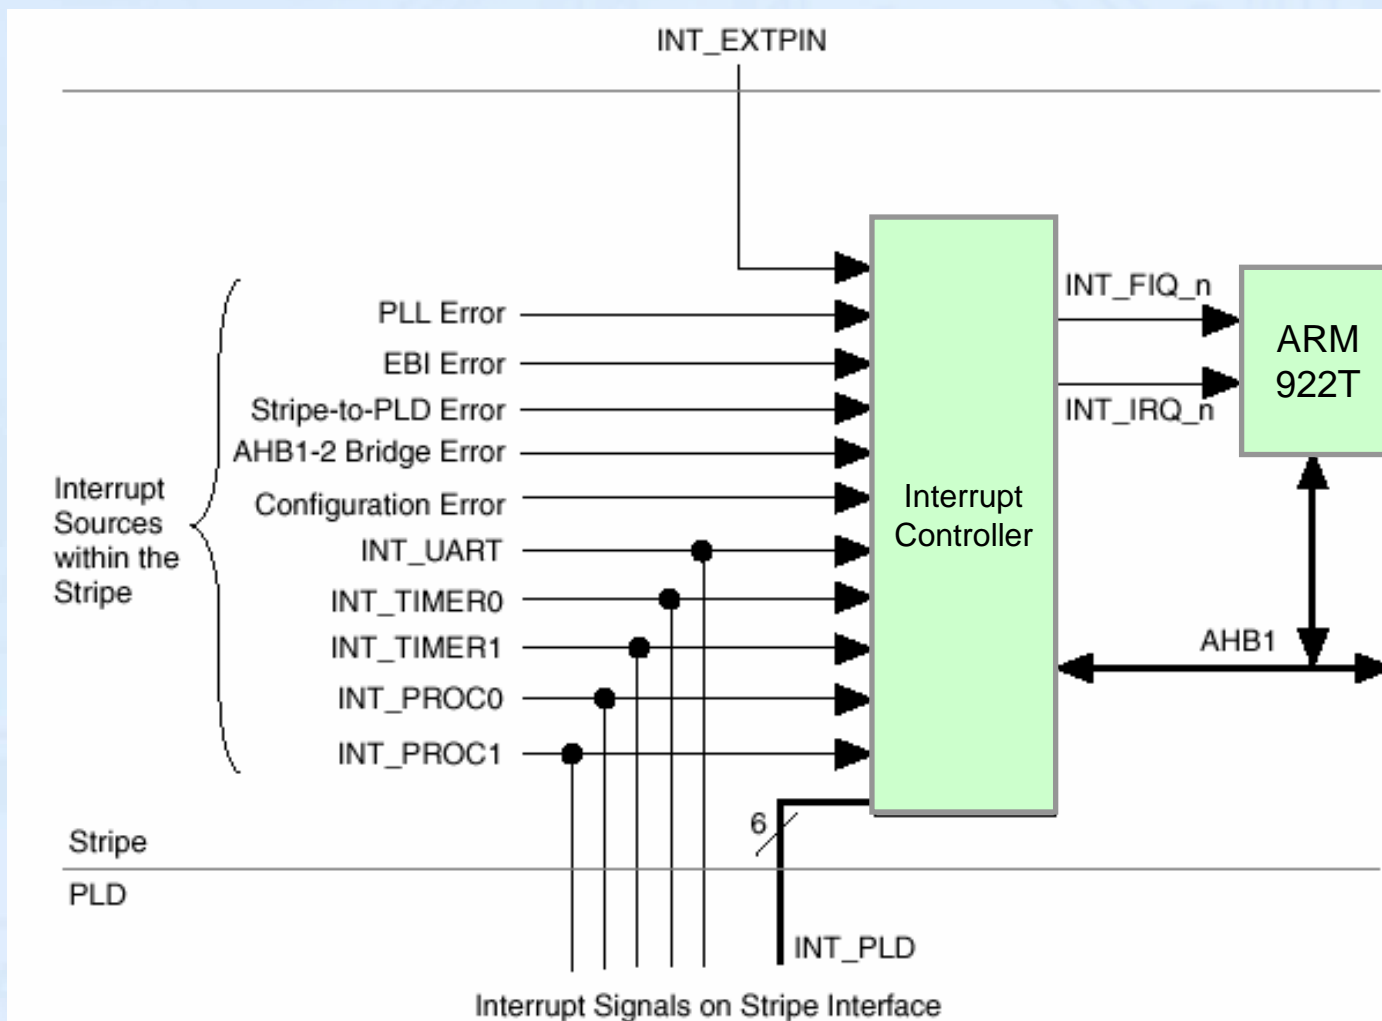 INT_EXTPIN
INT_FIQ_n
PLL Error
ARM
922T
EBI Error
INT_IRQ_n
Stripe-to-PLD Error
AHB1-2 Bridge Error
Interrupt
Sources
within the
Stripe
Configuration Error
Interrupt
Controller
INT_UART
INT_TIMER0
INT_TIMER1
AHB1
INT_PROC0
INT_PROC1
6
Stripe
PLD
INT_PLD
Interrupt Signals on Stripe Interface